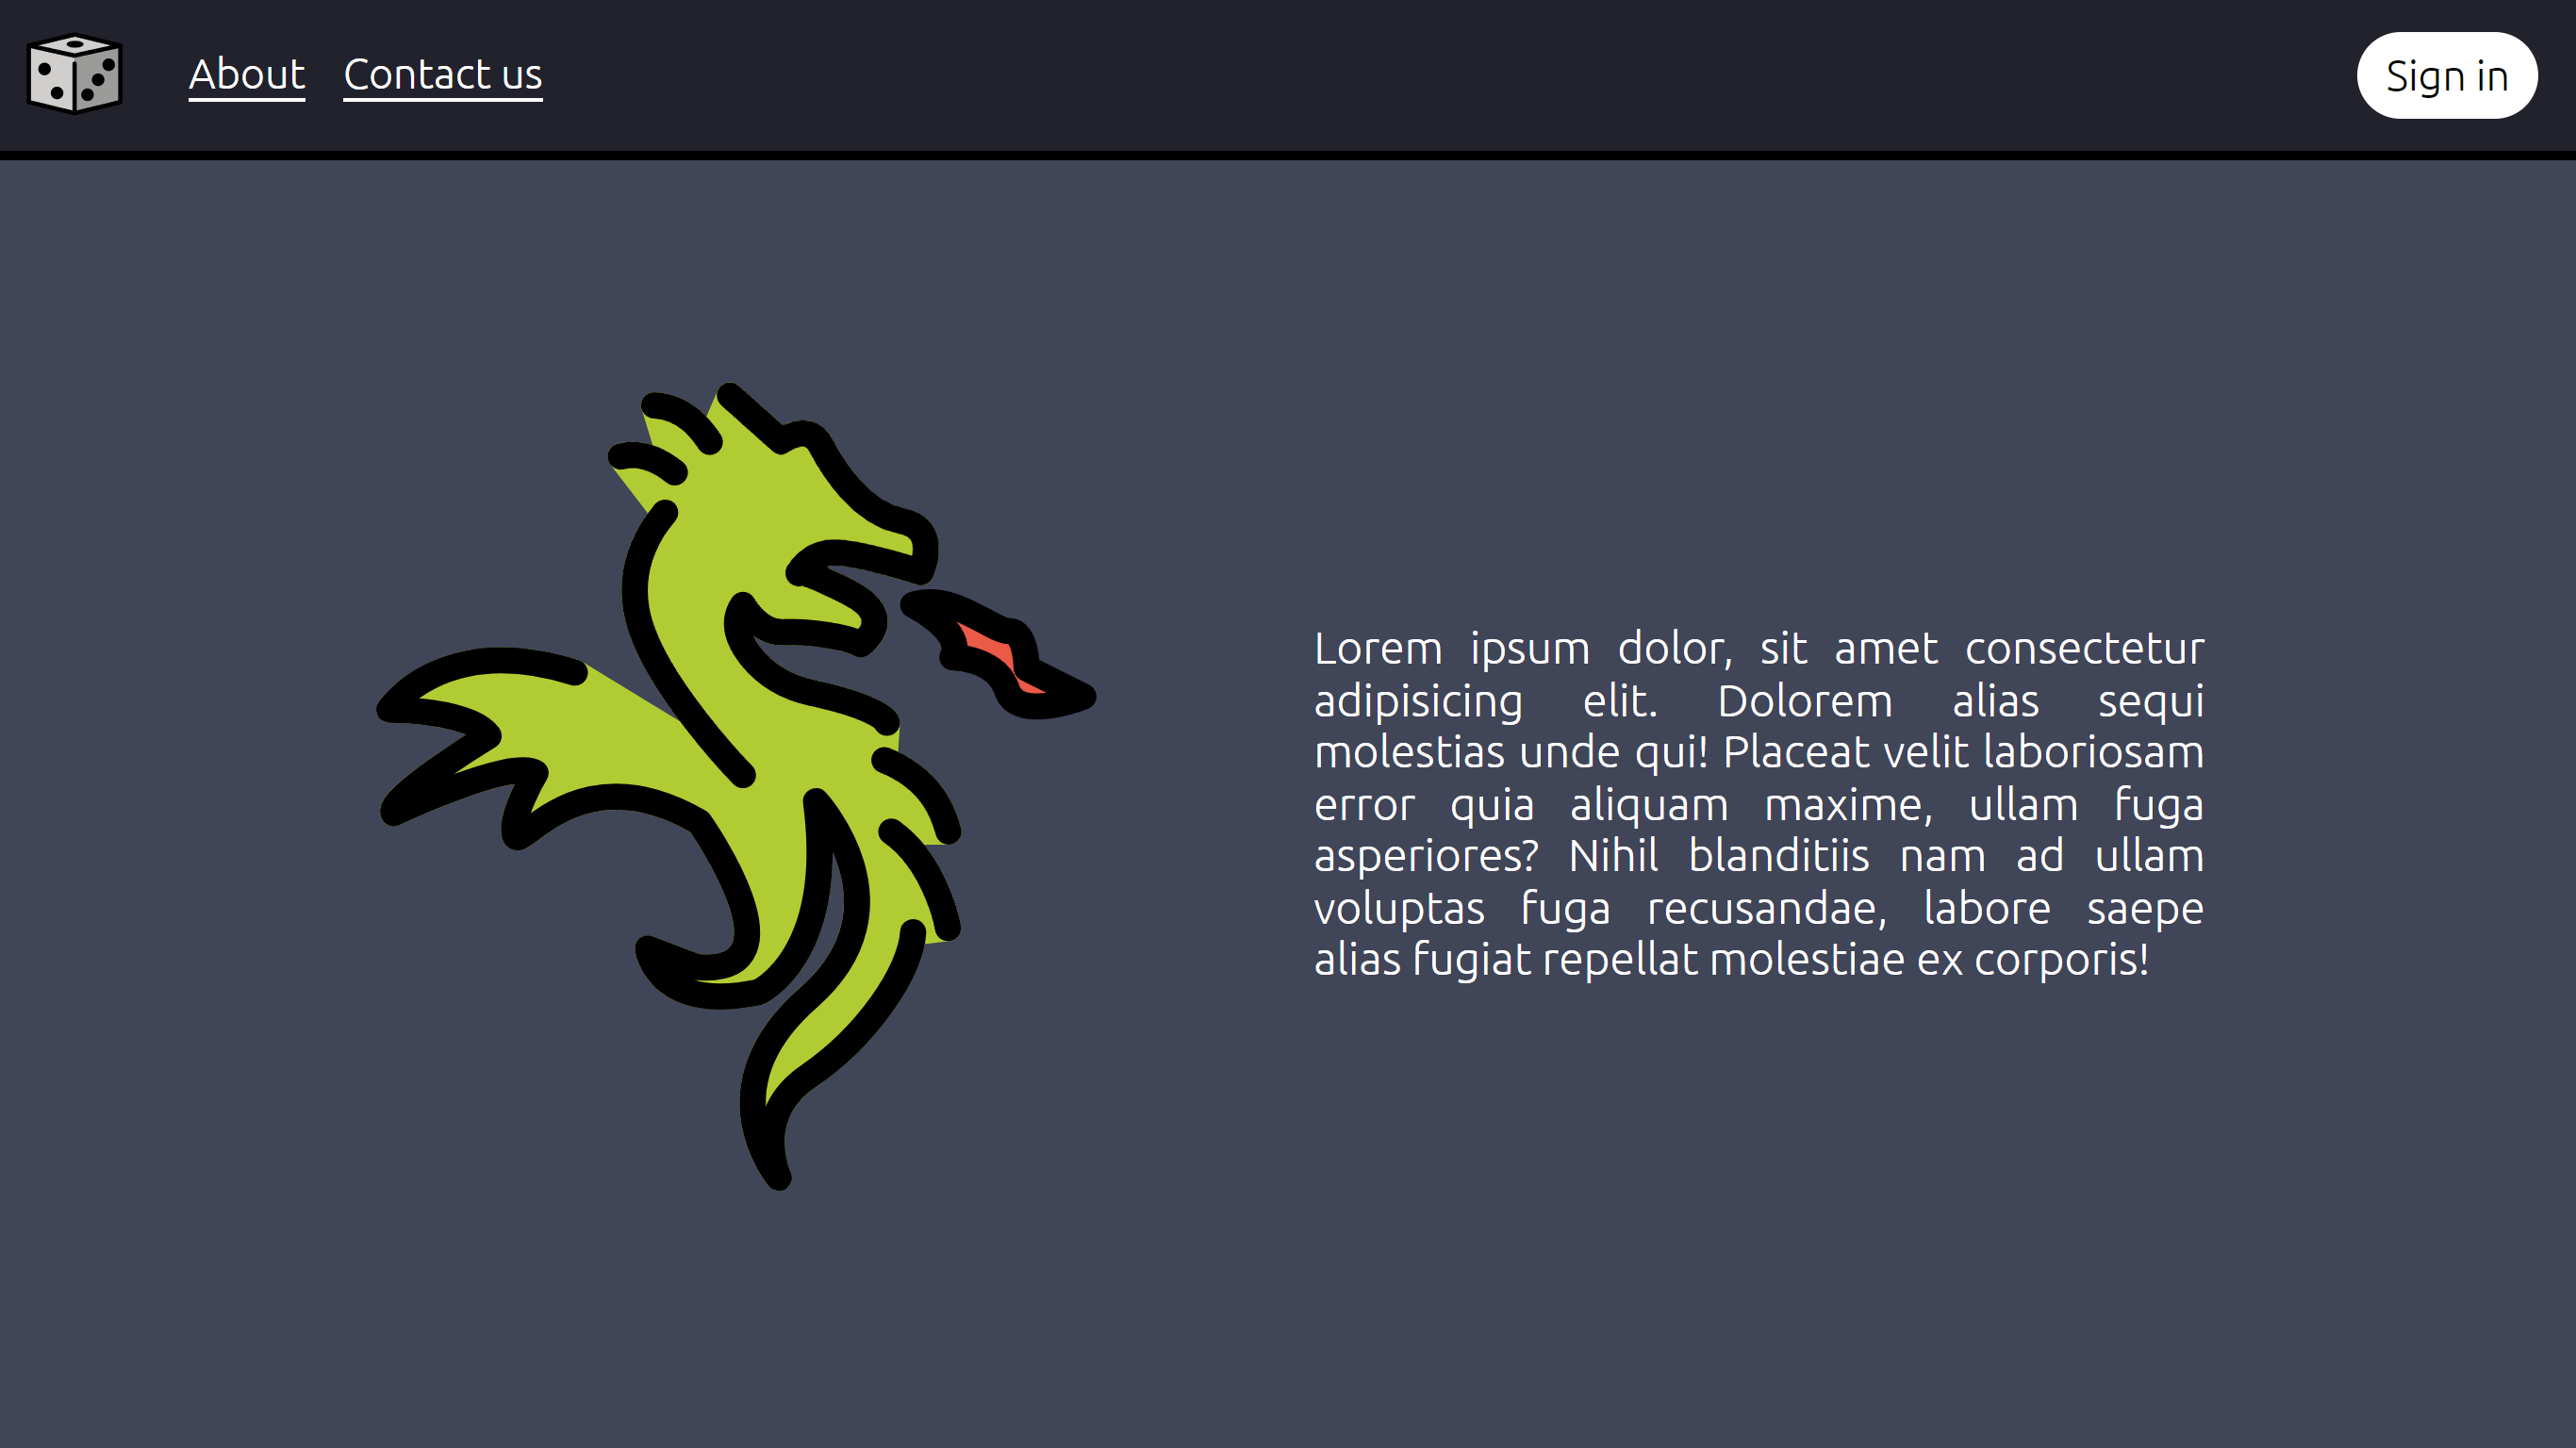 About Contact us Sign in
Lorem ipsum dolor, sit amet consectetur
adipisicing elit. Dolorem alias sequi
molestias unde qui! Placeat velit laboriosam
error quia aliquam maxime, ullam fuga
asperiores? Nihil blanditiis nam ad ullam
voluptas fuga recusandae, labore saepe
alias fugiat repellat molestiae ex corporis!